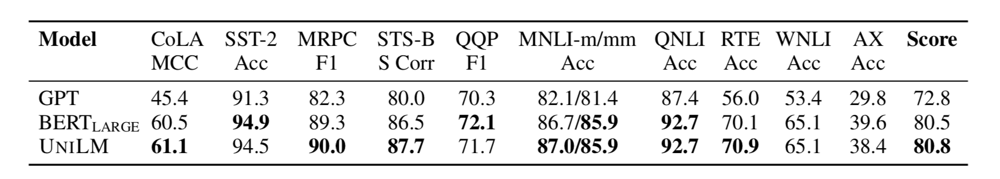 Model CoLA SST-2 MRPC STS-B QQP MNLI-m/mm QNLI RTE WNLI AX Score
MCC Acc F1 S Corr F1 Acc Acc Acc Acc Acc
GPT 45.4 91.3 82.3 80.0 70.3 82.1/81.4 87.4 56.0 53.4 29.8 72.8
BERTLARGE 60.5 94.9 89.3 86.5 72.1 86.7/85.9 92.7 70.1 65.1 39.6 80.5
UNILM 61.1 94.5 90.0 87.7 71.7 87.0/85.9 92.7 70.9 65.1 38.4 80.8